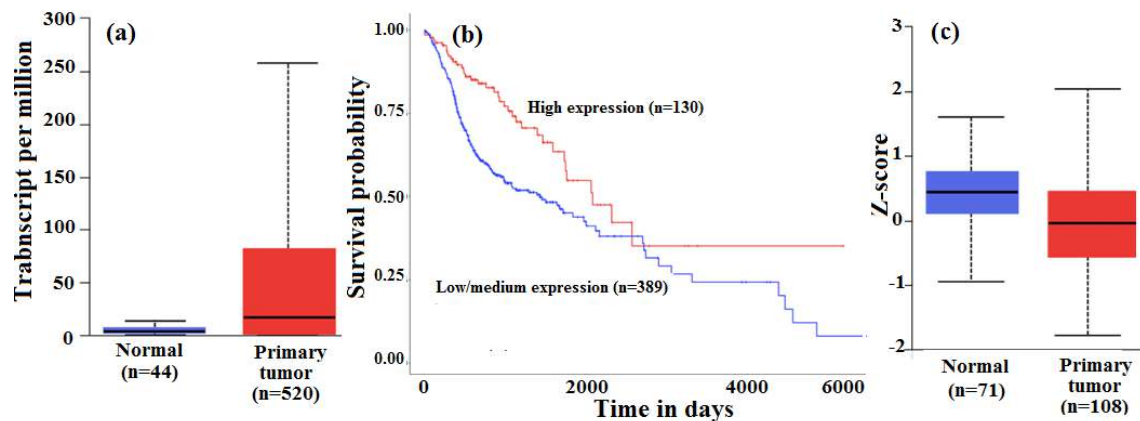 (a)
Trabnscript per million
300
250
200
150
100
50
0
Normal
(n=44)
Primary
tumor
(n=520)
(b)
Survival probability
1.00
0.75
0.50
0.25
0.00
High expression (n=130)
Low/medium expression (n=389)
0
2000
4000
6000
Time in days
(c)
Z-score
3
2
1
0
-1
-2
Normal
(n=71)
Primary
tumor
(n=108)